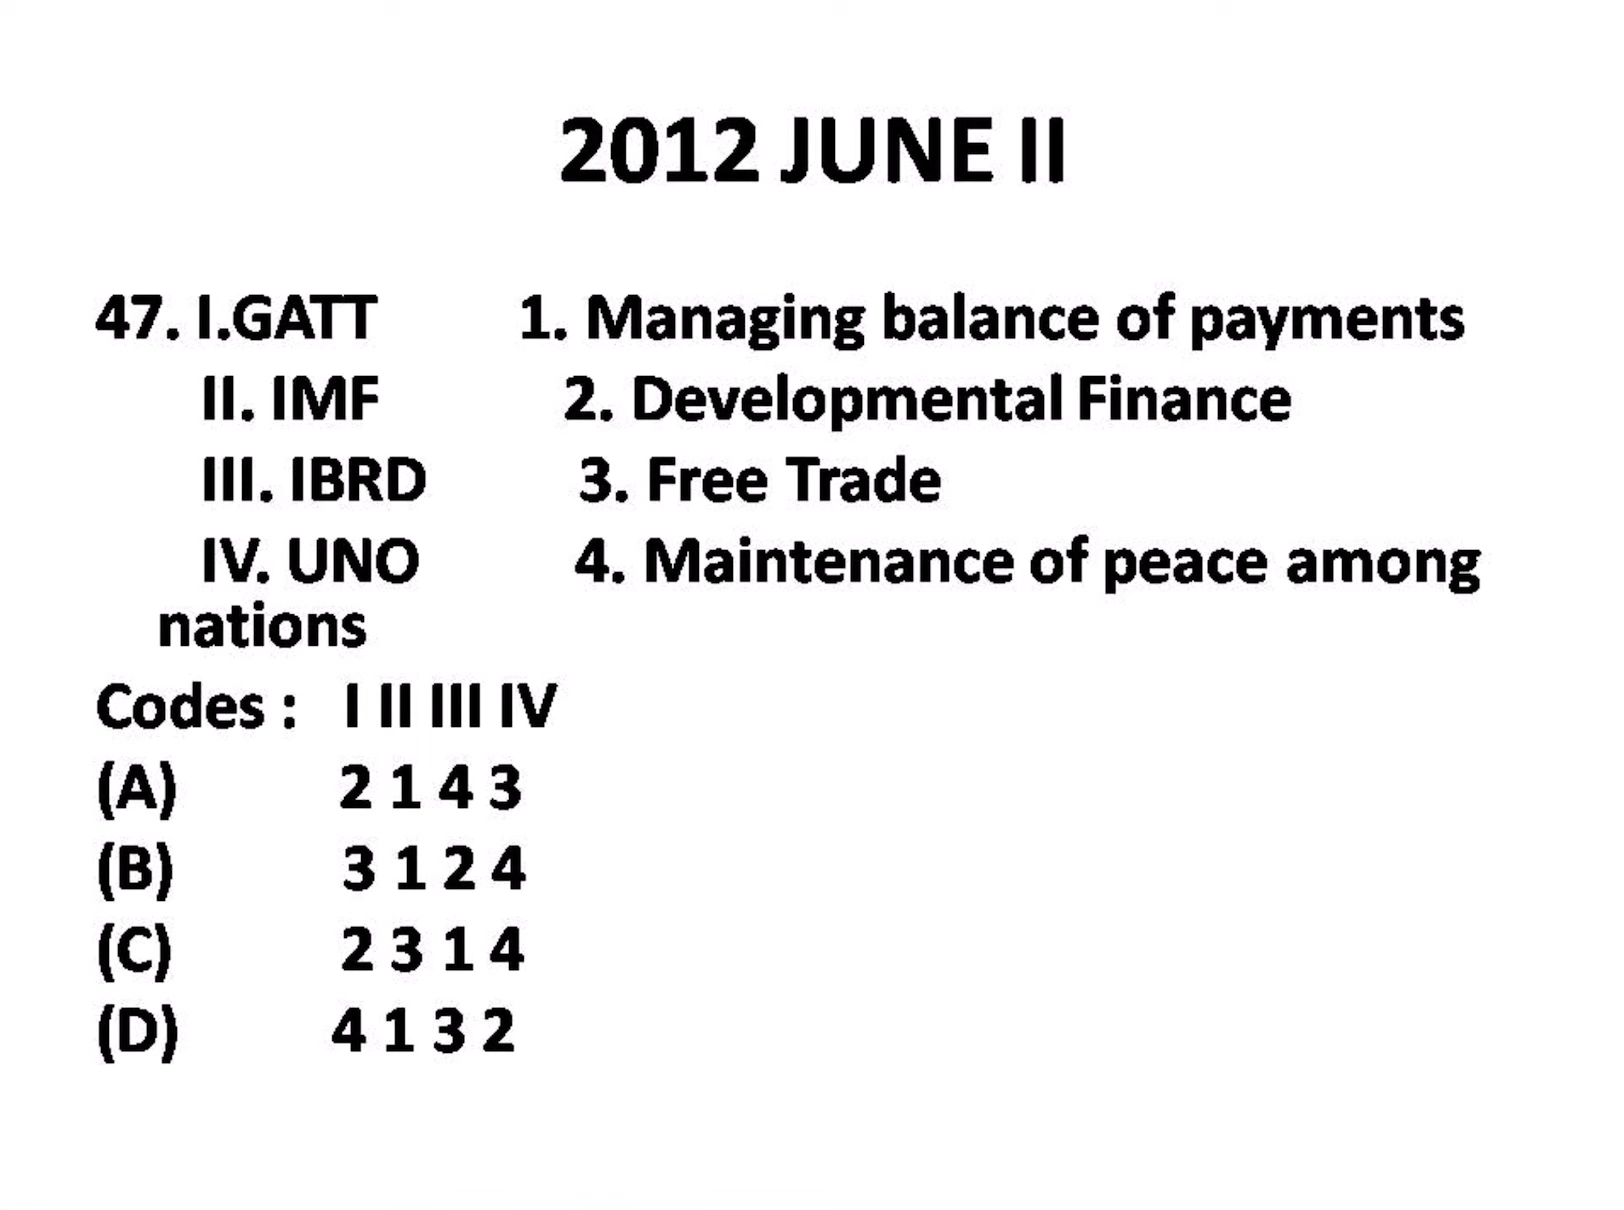 2012 JUNE II
47. I.GATT 1. Managing balance of payments
II. IMF 2. Developmental Finance
III. IBRD 3. Free Trade
IV. UNO 4. Maintenance of peace among
nations
Codes : I II III IV
(A) 2 1 4 3
(B) 3 1 2 4
(C) 2 3 1 4
(D) 4 1 3 2